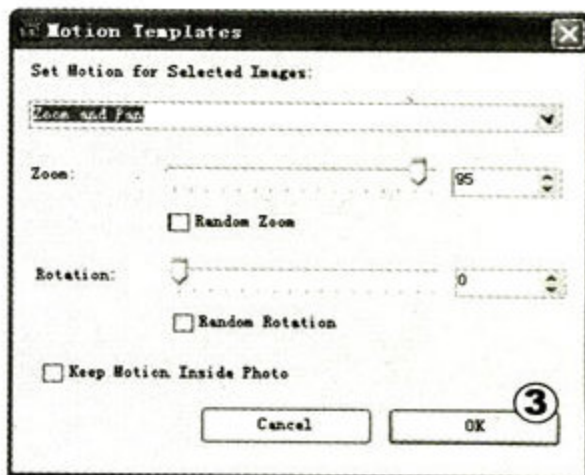 Motion Templates
Set Motion for Selected Images:
Zoom and Pan
Zoom:
95
Random Zoom
Rotation:
0
Random Rotation
Keep Motion Inside Photo
Cancel
OK
③